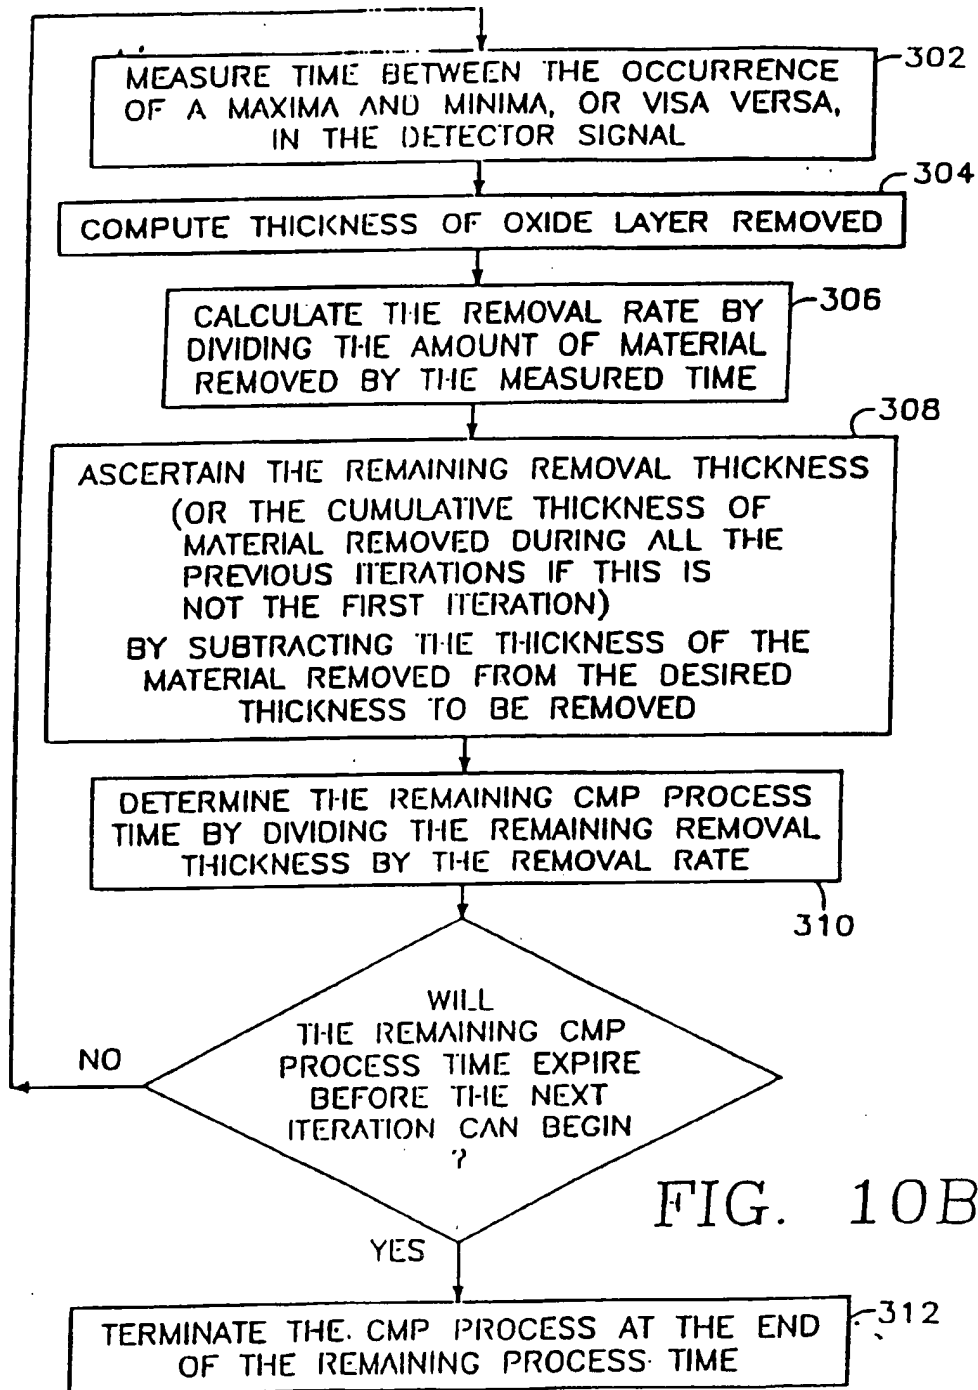 302
MEASURE TIME BETWEEN THE OCCURRENCE
OF A MAXIMA AND MINIMA, OR VISA VERSA,
IN THE DETECTOR SIGNAL
304
COMPUTE THICKNESS OF OXIDE LAYER REMOVED
306
CALCULATE THE REMOVAL RATE BY
DIVIDING THE AMOUNT OF MATERIAL
REMOVED BY THE MEASURED TIME
308
ASCERTAIN THE REMAINING REMOVAL THICKNESS
(OR THE CUMULATIVE THICKNESS OF
MATERIAL REMOVED DURING ALL THE
PREVIOUS ITERATIONS IF THIS IS
NOT THE FIRST ITERATION)
BY SUBTRACTING THE THICKNESS OF THE
MATERIAL REMOVED FROM THE DESIRED
THICKNESS TO BE REMOVED
DETERMINE THE REMAINING CMP PROCESS
TIME BY DIVIDING THE REMAINING REMOVAL
THICKNESS BY THE REMOVAL RATE
310
WILL
THE REMAINING CMP
PROCESS TIME EXPIRE
BEFORE THE NEXT
ITERATION CAN BEGIN
?
NO
FIG. 10B
YES
312
TERMINATE THE CMP PROCESS AT THE END
OF THE REMAINING PROCESS TIME